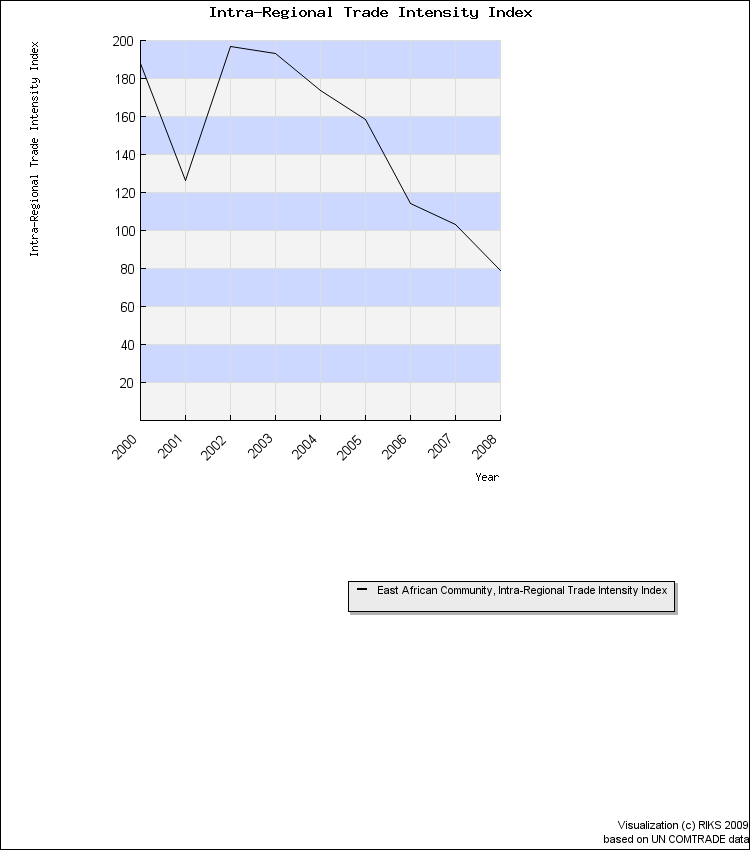 Intra-Regional Trade Intensity Index
Intra-Regional Trade Intensity Index
200
180
160
140
120
100
80
60
40
20
2000 2001 2002 2003 2004 2005 2006 2007 2008
Year
East African Community, Intra-Regional Trade Intensity Index
Visualization (c) RIKS 2009
based on UN COMTRADE data